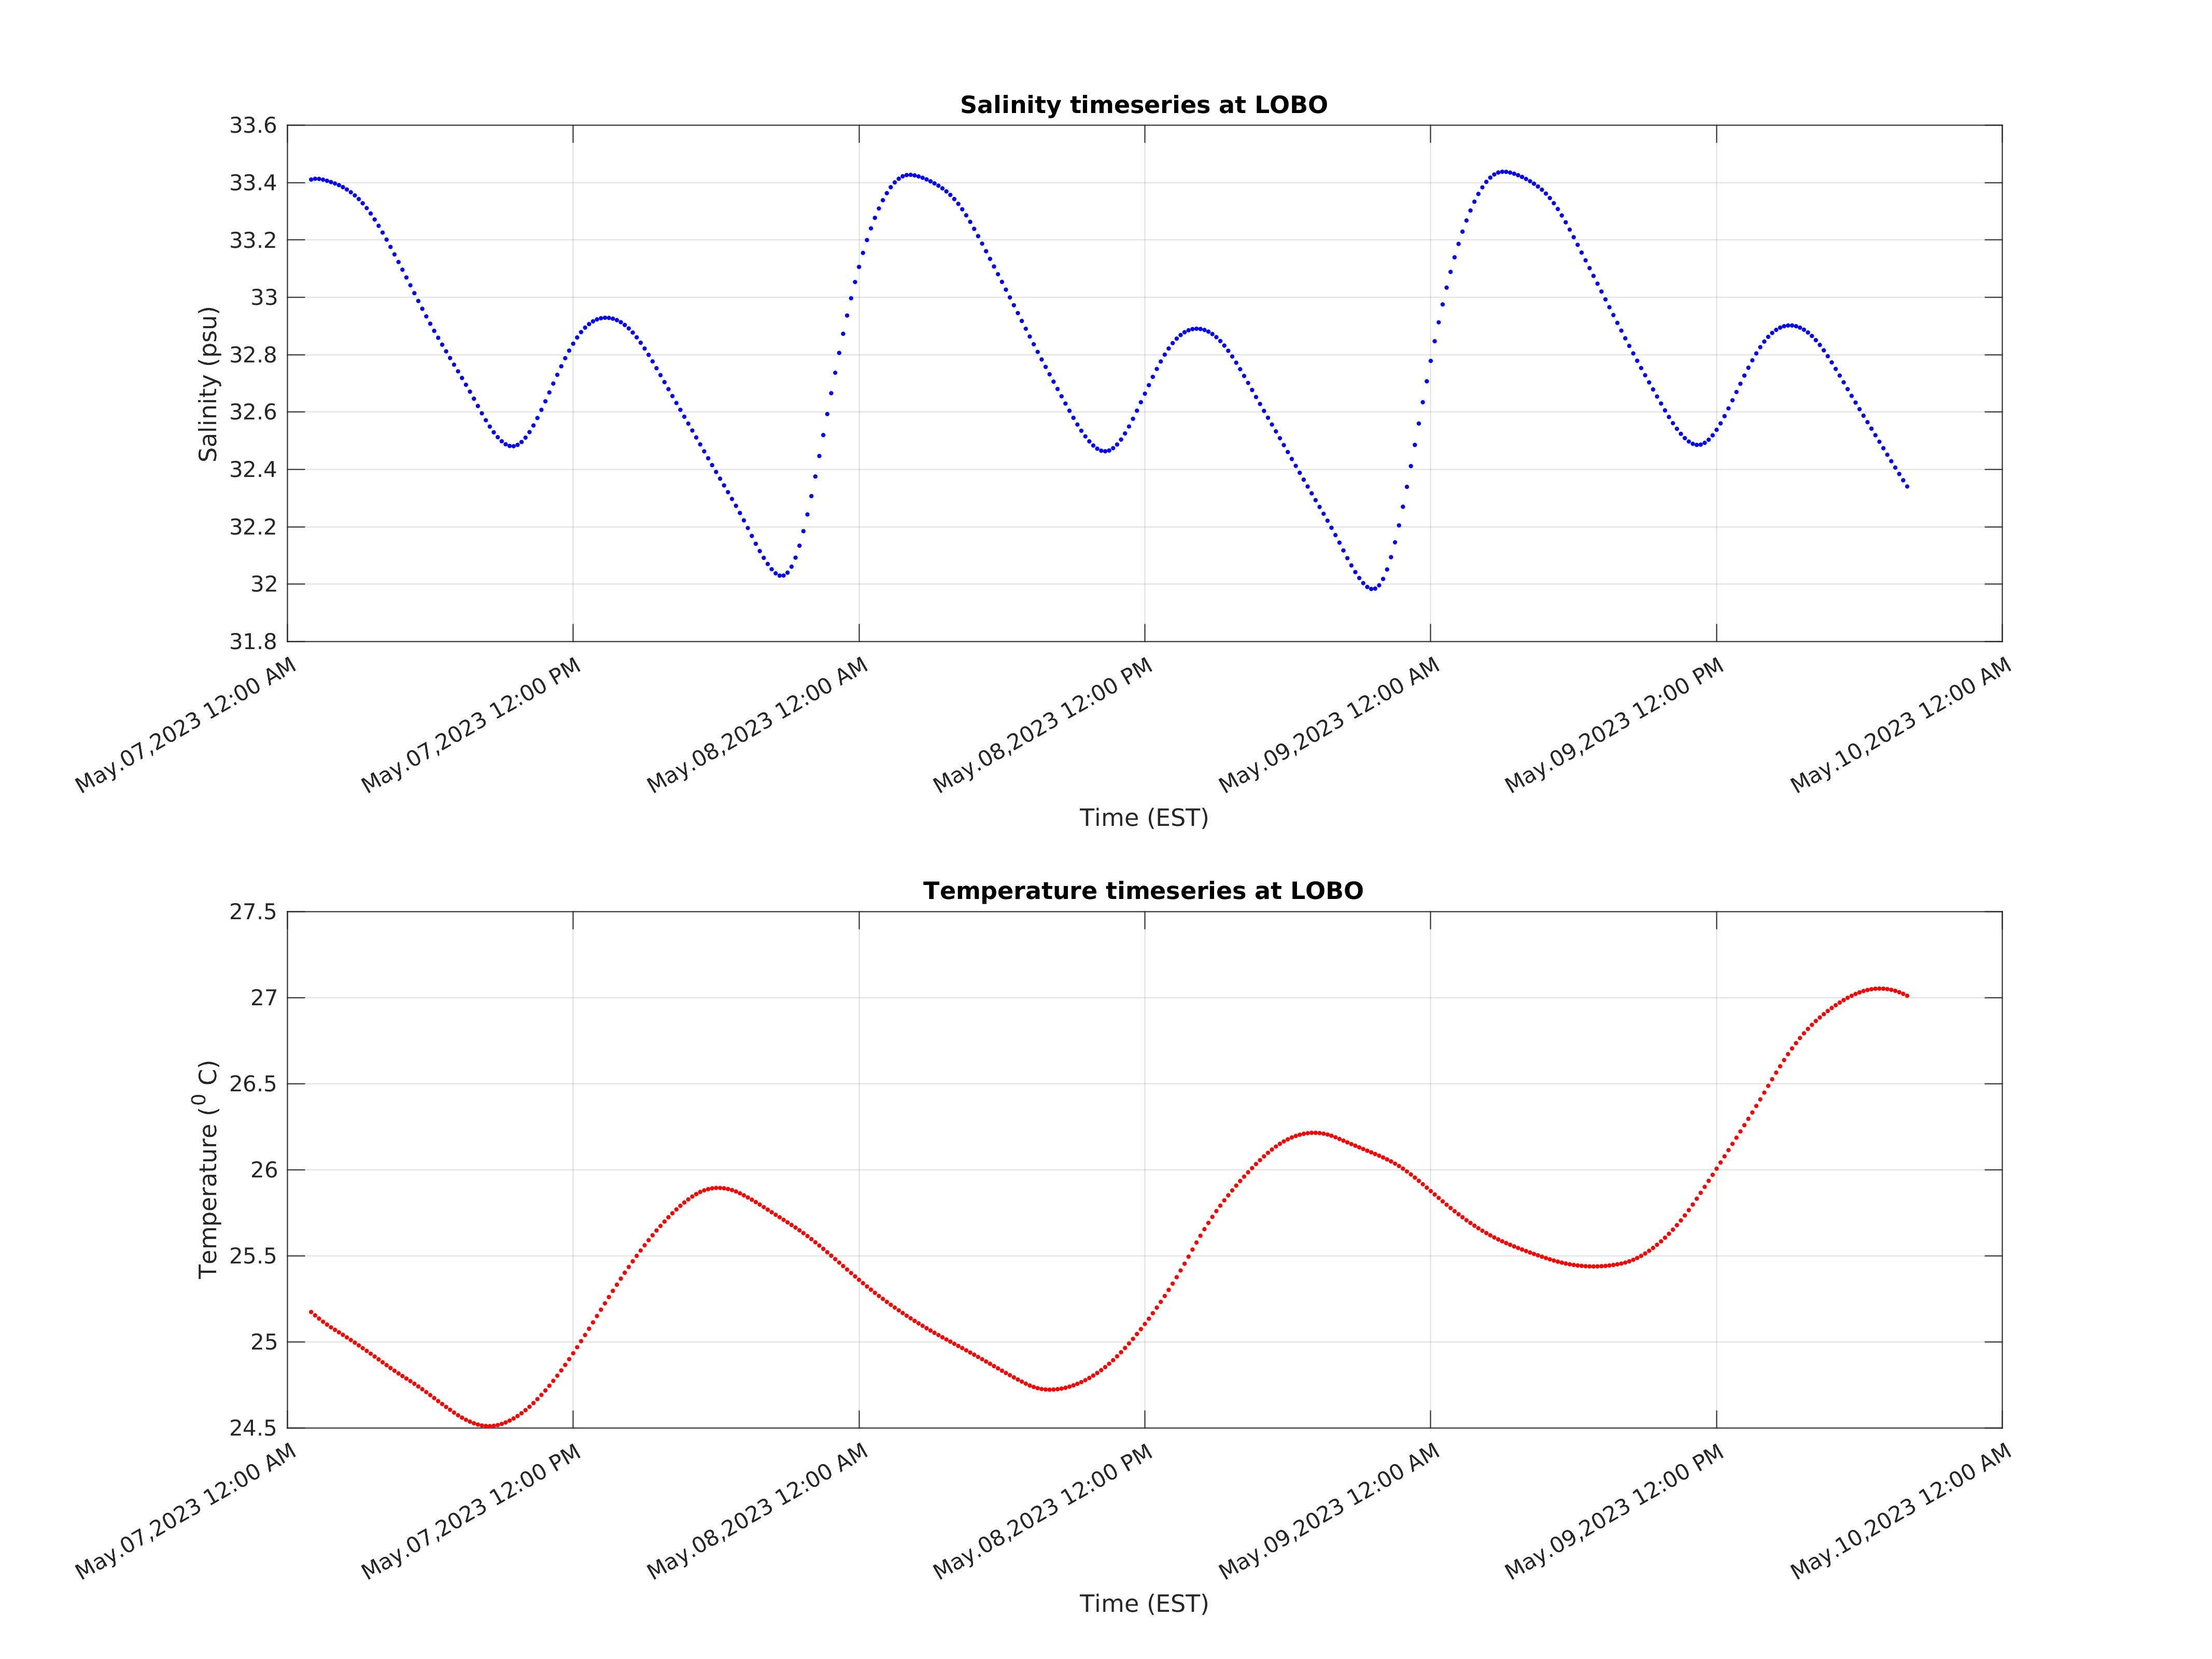 Salinity timeseries at LOBO
Salinity (psu)
33.6
33.4
33.2
33
32.8
32.6
32.4
32.2
32
31.8
May.07,2023 12:00 AM
May.07,2023 12:00 PM
May.08,2023 12:00 AM
May.08,2023 12:00 PM
May.09,2023 12:00 AM
May.09,2023 12:00 PM
May.10,2023 12:00 AM
Time (EST)
Temperature timeseries at LOBO
Temperature (⁰ C)
27.5
27
26.5
26
25.5
25
24.5
May.07,2023 12:00 AM
May.07,2023 12:00 PM
May.08,2023 12:00 AM
May.08,2023 12:00 PM
May.09,2023 12:00 AM
May.09,2023 12:00 PM
May.10,2023 12:00 AM
Time (EST)